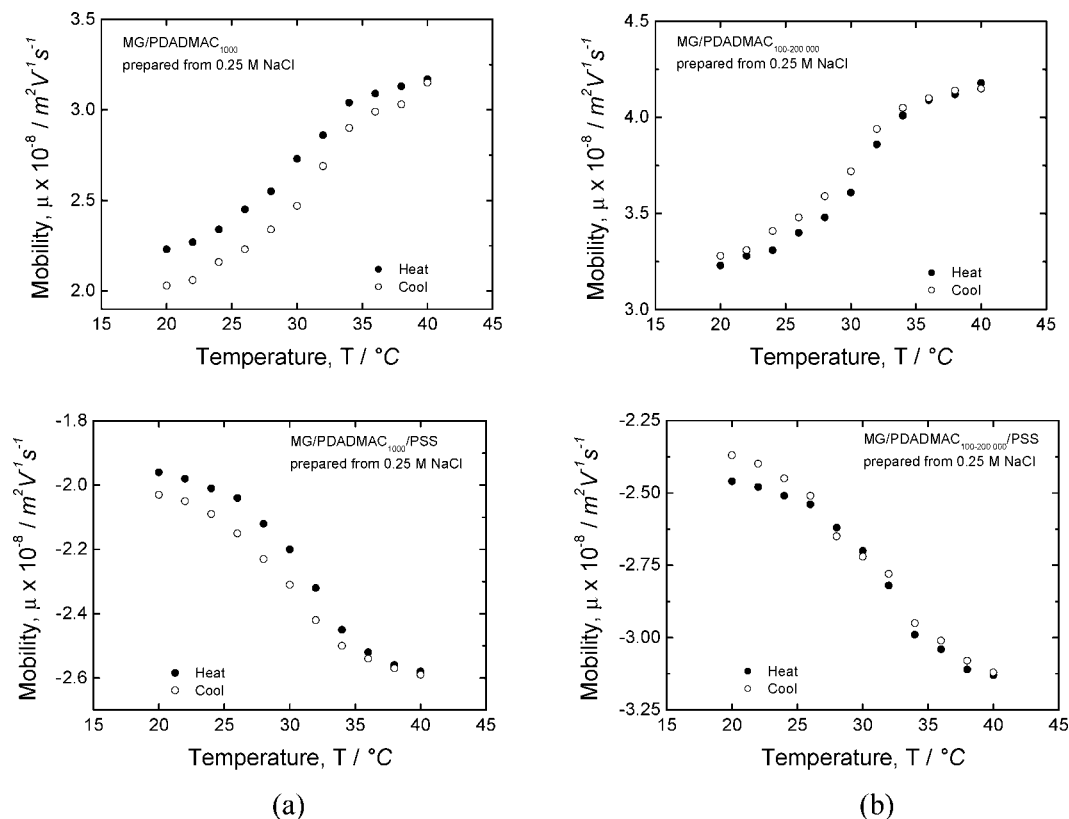 MG/PDADMAC1000
prepared from 0.25 M NaCl
Mobility, μ x 10-8 / m2V-1s-1
3.5
3.0
2.5
2.0
Heat
Cool
15 20 25 30 35 40 45
Temperature, T / °C
MG/PDADMAC100-200 000
prepared from 0.25 M NaCl
Mobility, μ x 10-8 / m2V-1s-1
4.5
4.0
3.5
3.0
Heat
Cool
15 20 25 30 35 40 45
Temperature, T / °C
MG/PDADMAC1000/PSS
prepared from 0.25 M NaCl
Mobility, μ x 10-8 / m2V-1s-1
-1.8
-2.0
-2.2
-2.4
-2.6
Heat
Cool
15 20 25 30 35 40 45
Temperature, T / °C
(a)
MG/PDADMAC100-200 000/PSS
prepared from 0.25 M NaCl
Mobility, μ x 10-8 / m2V-1s-1
-2.25
-2.50
-2.75
-3.00
-3.25
Heat
Cool
15 20 25 30 35 40 45
Temperature, T / °C
(b)